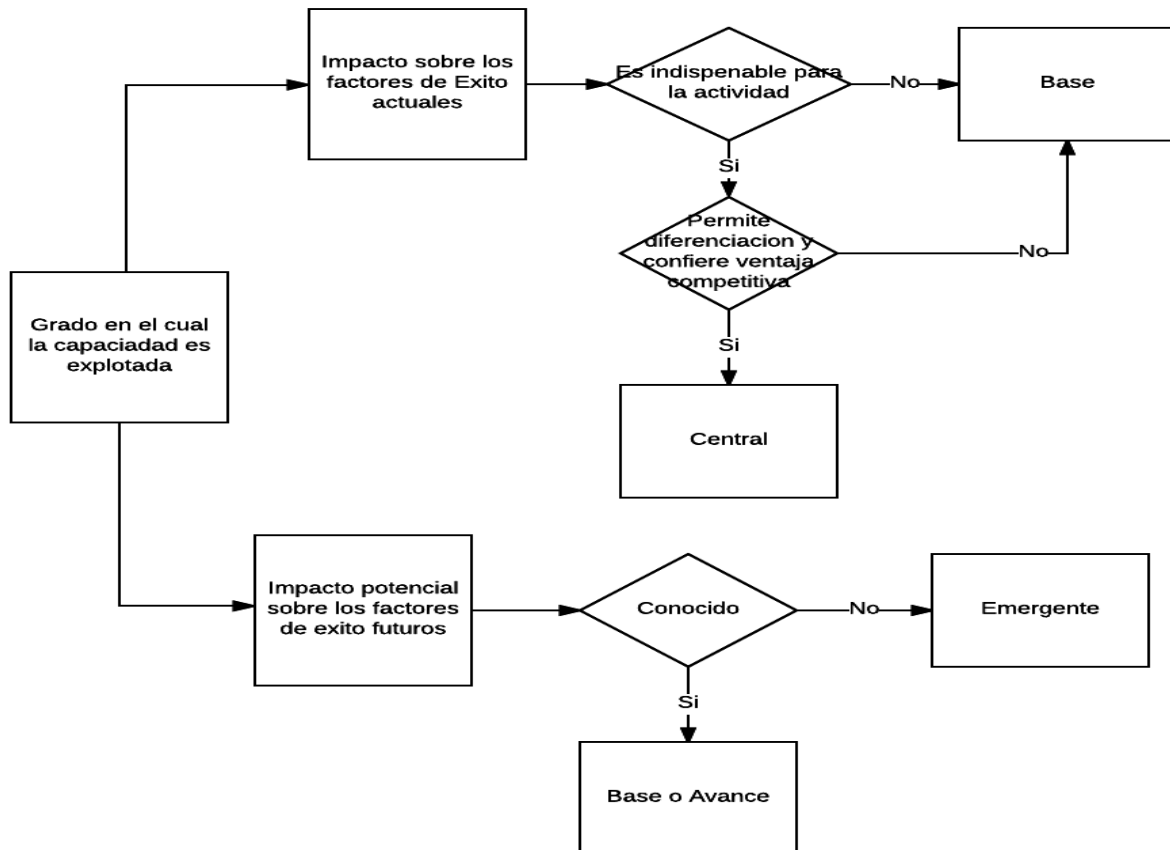 Impacto sobre los
factores de Exito
actuales
Es indispenable para
la actividad
No
Base
Si
Permite
diferenciacion y
confiere ventaja
competitiva
No
Si
Central
Grado en el cual
la capaciadad es
explotada
Impacto potencial
sobre los factores
de exito futuros
Conocido
No
Emergente
Si
Base o Avance